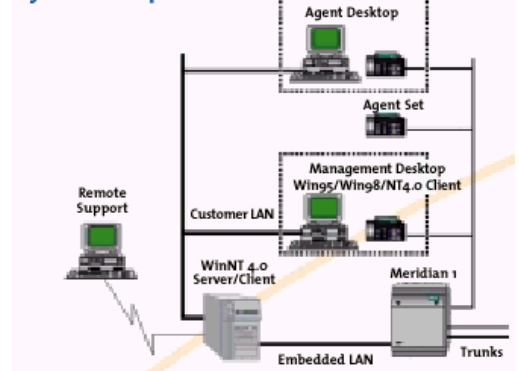 Agent Desktop
Agent Set
Management Desktop
Win95/Win98/NT4.0 Client
Remote
Support
Customer LAN
WinNT 4.0
Server/Client
Meridian 1
Embedded LAN
Trunks